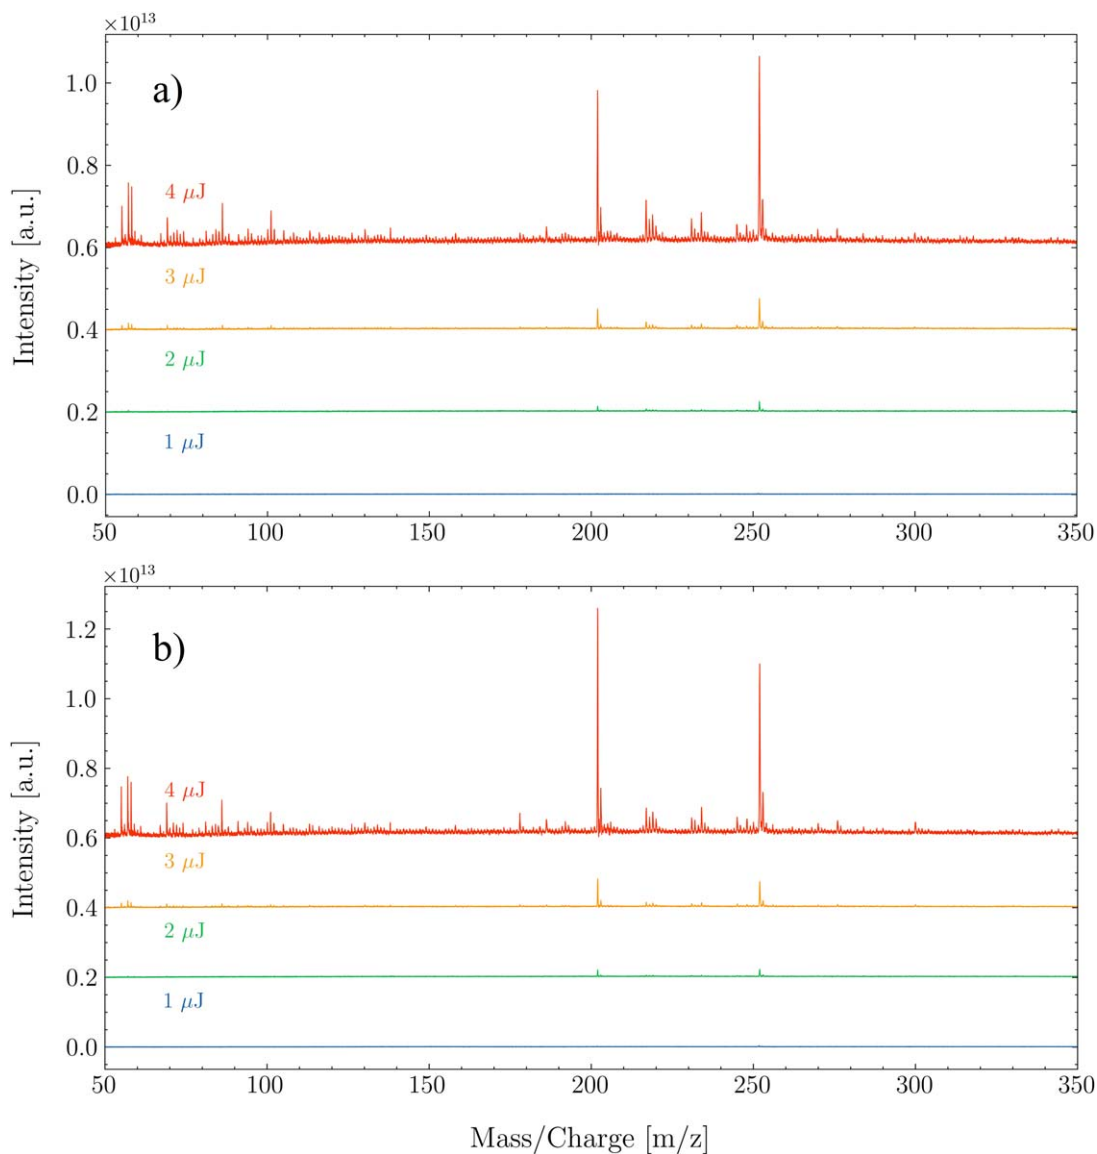 ×10¹³
a)
1.0
0.8
4 μJ
0.6
3 μJ
0.4
2 μJ
0.2
1 μJ
0.0
Intensity [a.u.]
50 100 150 200 250 300 350
×10¹³
b)
1.2
1.0
0.8
4 μJ
0.6
3 μJ
0.4
2 μJ
0.2
1 μJ
0.0
Intensity [a.u.]
50 100 150 200 250 300 350
Mass/Charge [m/z]